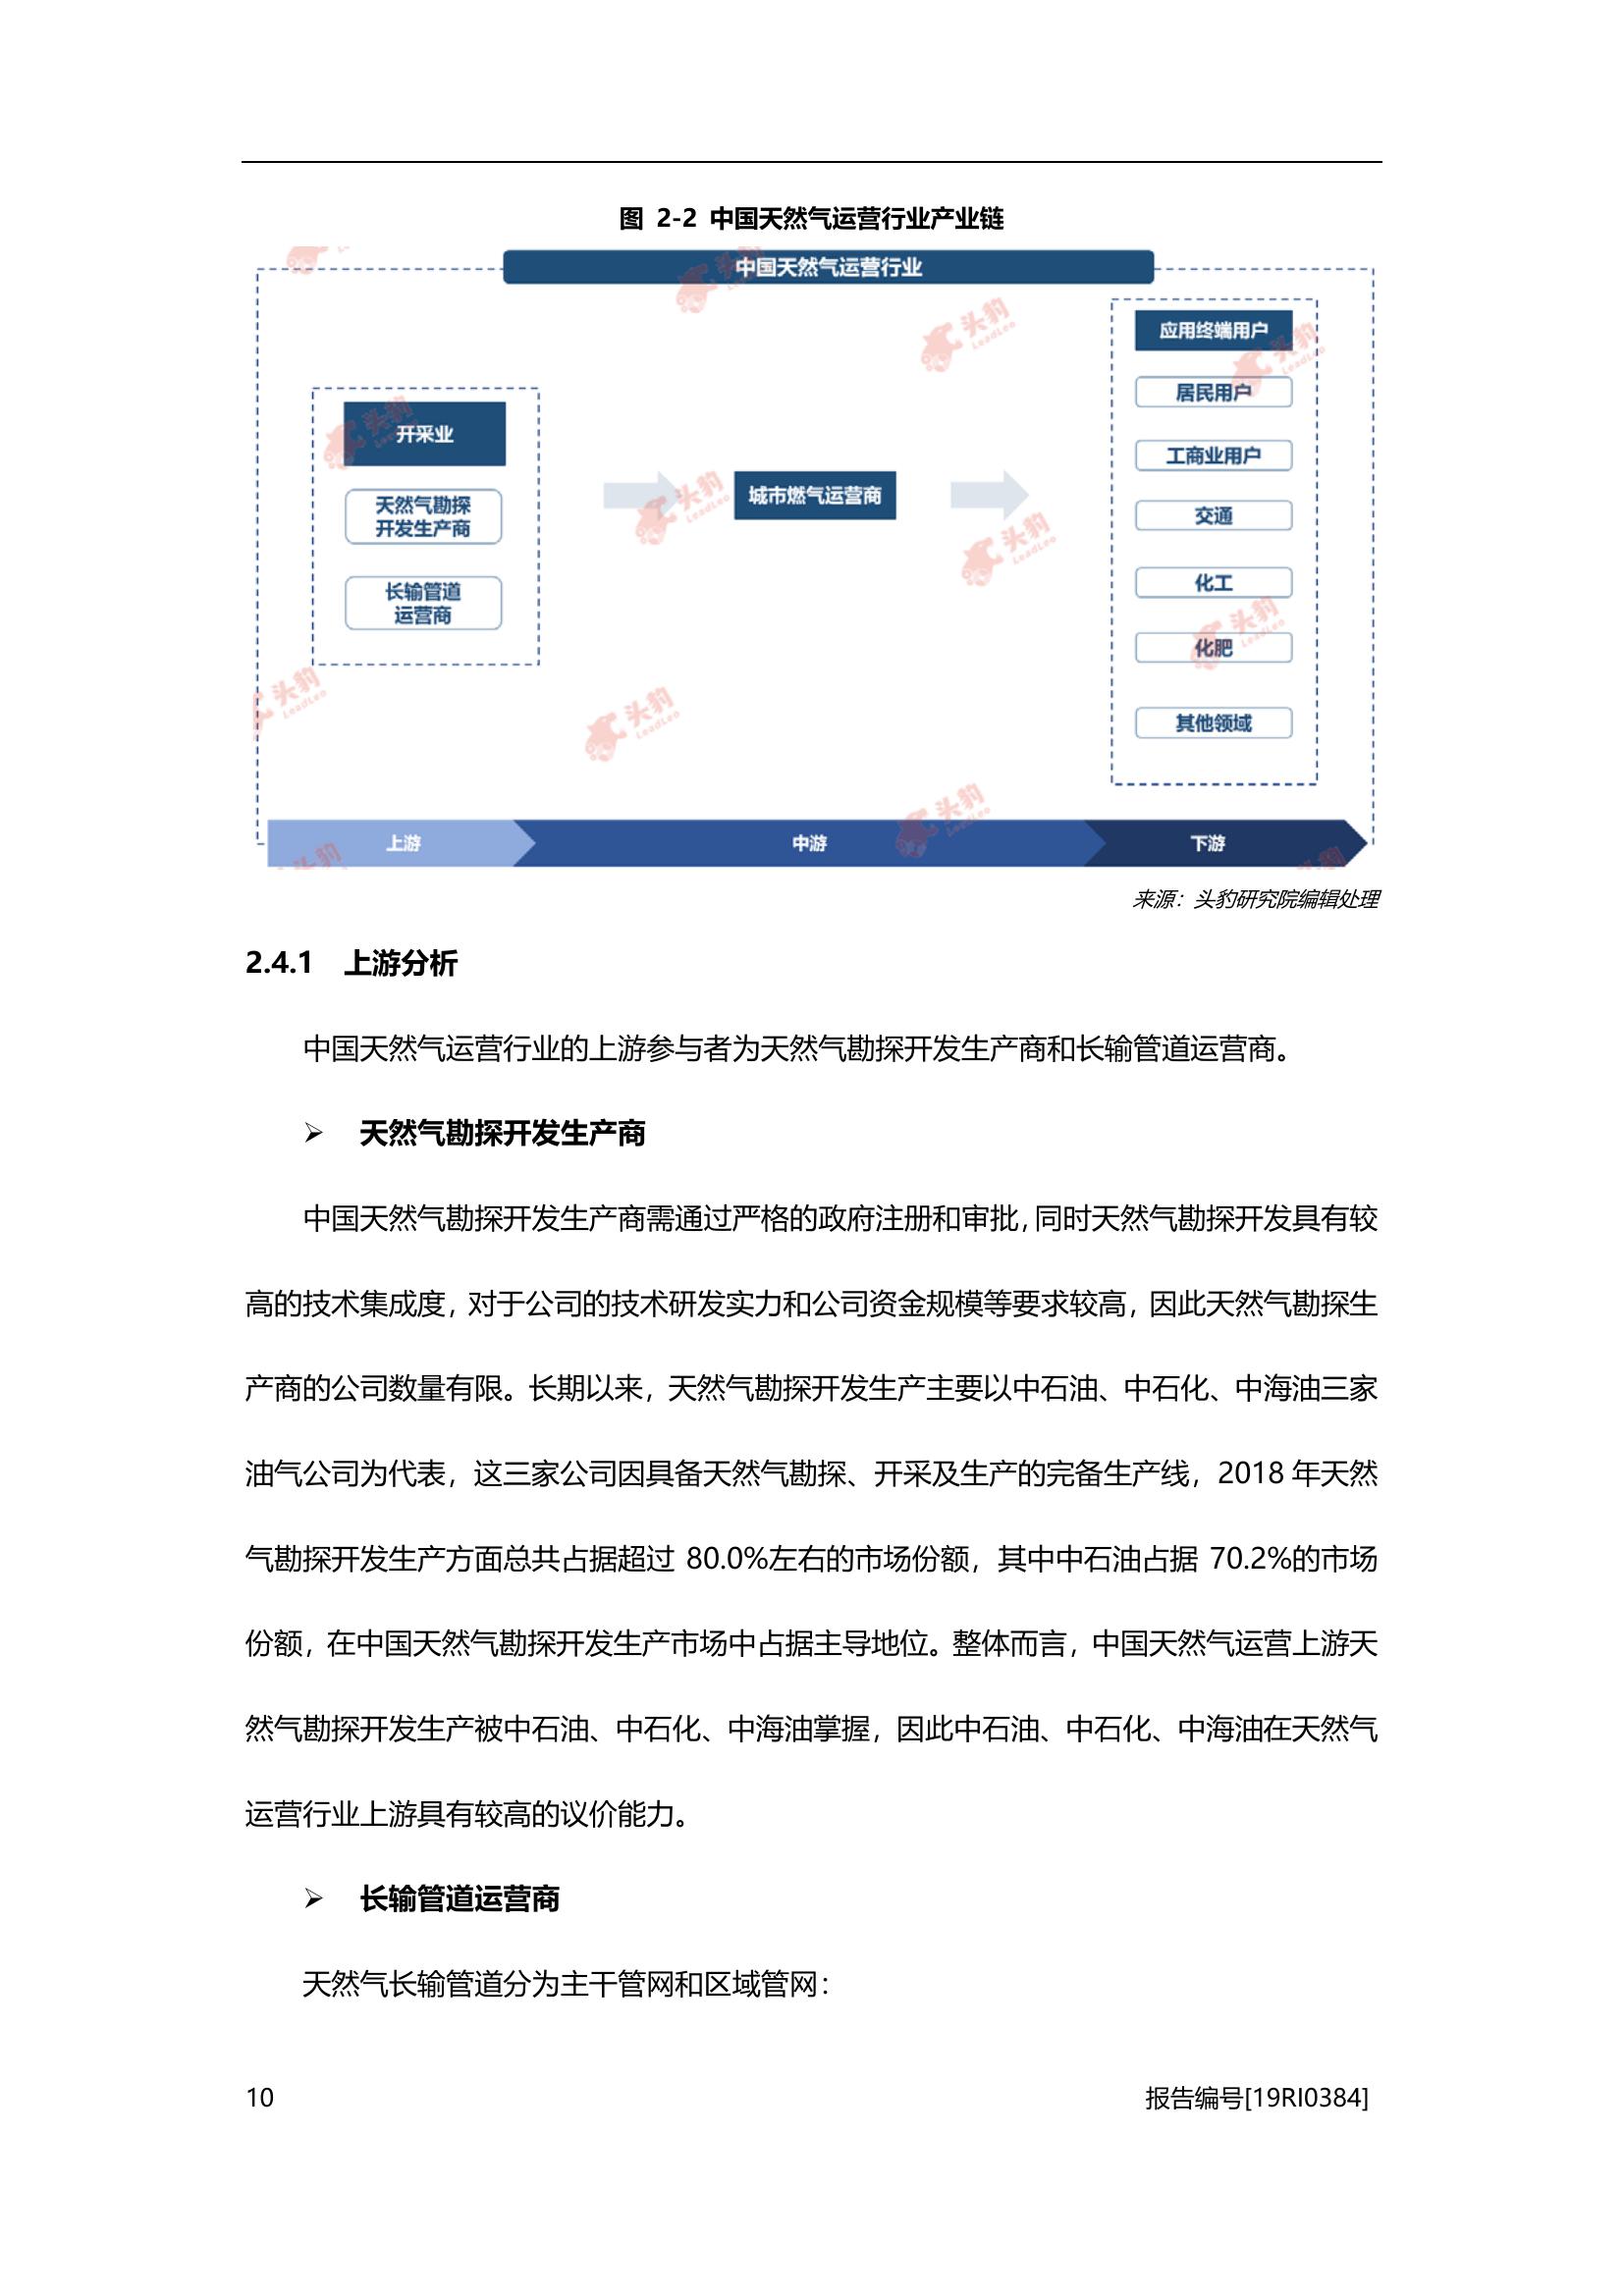 图 2-2 中国天然气运营行业产业链
中国天然气运营行业
应用终端用户
居民用户
开采业
工商业用户
天然气勘探
开发生产商
城市燃气运营商
交通
长输管道
运营商
化工
化肥
其他领域
上游
中游
下游
头豹
LeadLeo
来源：头豹研究院编辑处理
2.4.1 上游分析
中国天然气运营行业的上游参与者为天然气勘探开发生产商和长输管道运营商。
➢ 天然气勘探开发生产商
中国天然气勘探开发生产商需通过严格的政府注册和审批，同时天然气勘探开发具有较
高的技术集成度，对于公司的技术研发实力和公司资金规模等要求较高，因此天然气勘探生
产商的公司数量有限。长期以来，天然气勘探开发生产主要以中石油、中石化、中海油三家
油气公司为代表，这三家公司因具备天然气勘探、开采及生产的完备生产线，2018 年天然
气勘探开发生产方面总共占据超过 80.0%左右的市场份额，其中中石油占据 70.2%的市场
份额，在中国天然气勘探开发生产市场中占据主导地位。整体而言，中国天然气运营上游天
然气勘探开发生产被中石油、中石化、中海油掌握，因此中石油、中石化、中海油在天然气
运营行业上游具有较高的议价能力。
➢ 长输管道运营商
天然气长输管道分为主干管网和区域管网：
10
报告编号[19RI0384]